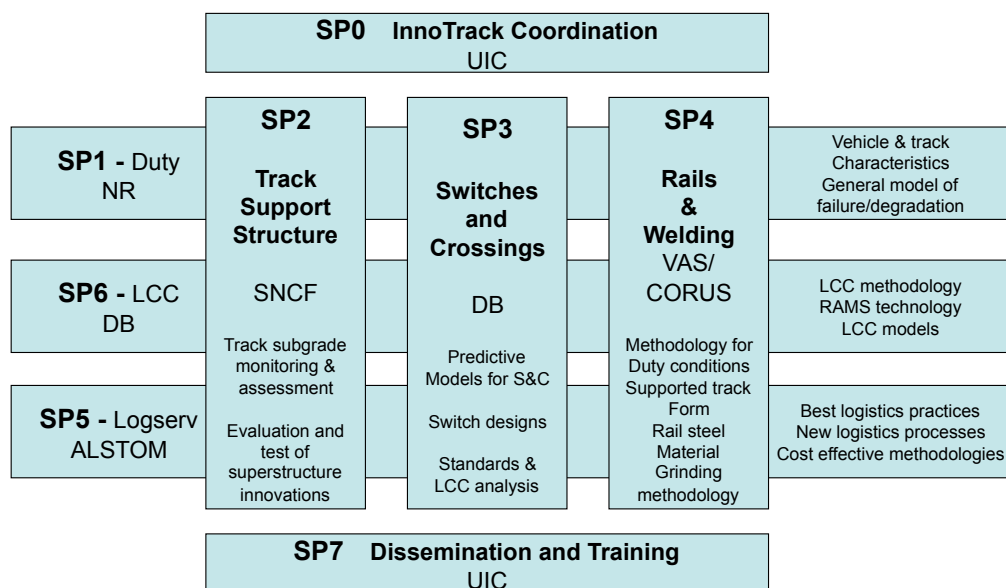 SP0 InnoTrack Coordination
UIC
SP2
Track
Support
Structure
SNCF
Track subgrade
monitoring &
assessment
Evaluation and
test of
superstructure
innovations
SP3
Switches
and
Crossings
DB
Predictive
Models for S&C
Switch designs
Standards &
LCC analysis
SP4
Rails
&
Welding
VAS/
CORUS
Methodology for
Duty conditions
Supported track
Form
Rail steel
Material
Grinding
methodology
SP1 - Duty
NR
Vehicle & track
Characteristics
General model of
failure/degradation
SP6 - LCC
DB
LCC methodology
RAMS technology
LCC models
SP5 - Logserv
ALSTOM
Best logistics practices
New logistics processes
Cost effective methodologies
SP7 Dissemination and Training
UIC